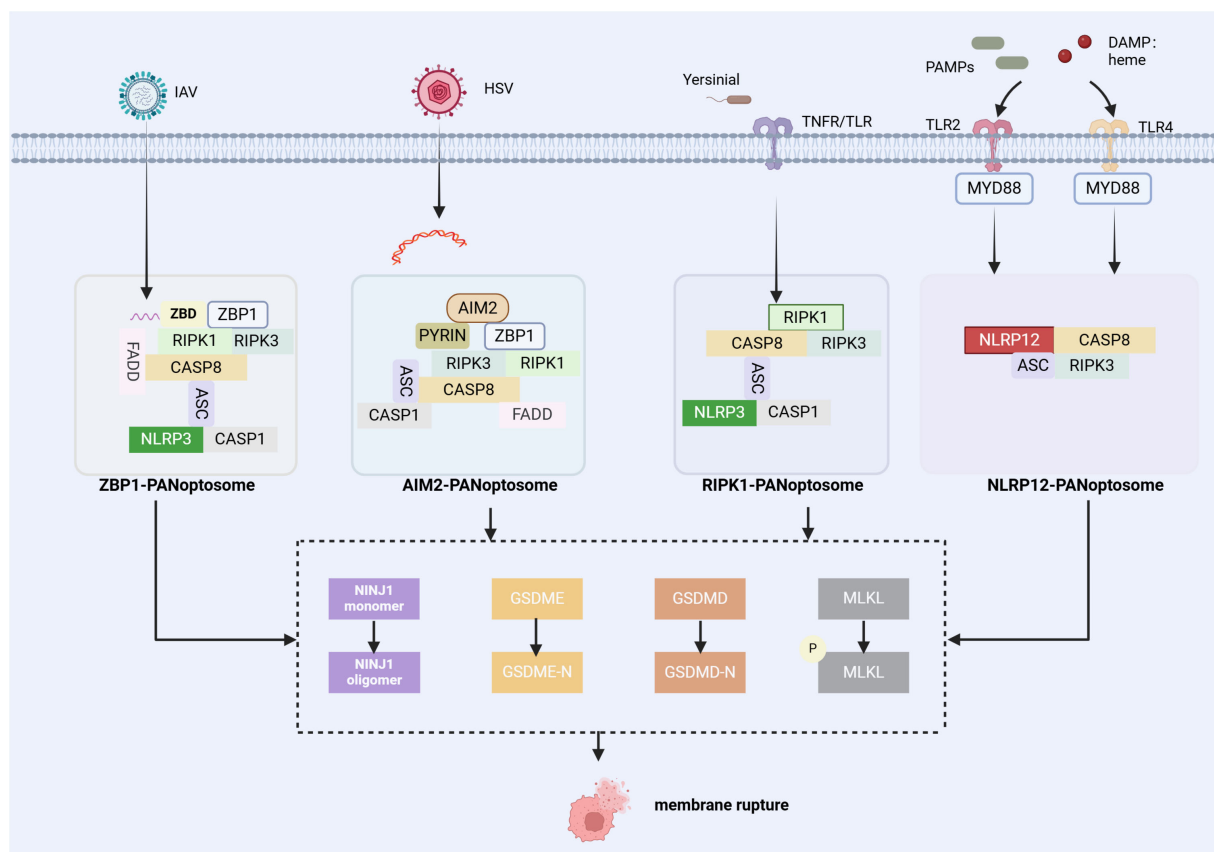 IAV
HSV
Yersinial
TNFR/TLR
PAMPs
DAMP:
heme
TLR2
TLR4
MYD88
MYD88
ZBD
ZBP1
RIPK1
RIPK3
FADD
CASP8
ASC
NLRP3
CASP1
ZBP1-PANoptosome
AIM2
PYRIN
ZBP1
RIPK3
RIPK1
ASC
CASP8
CASP1
FADD
AIM2-PANoptosome
RIPK1
CASP8
RIPK3
ASC
NLRP3
CASP1
RIPK1-PANoptosome
NLRP12
CASP8
ASC
RIPK3
NLRP12-PANoptosome
NINJ1
monomer
GSDME
GSDMD
MLKL
NINJ1
oligomer
GSDME-N
GSDMD-N
P
MLKL
membrane rupture